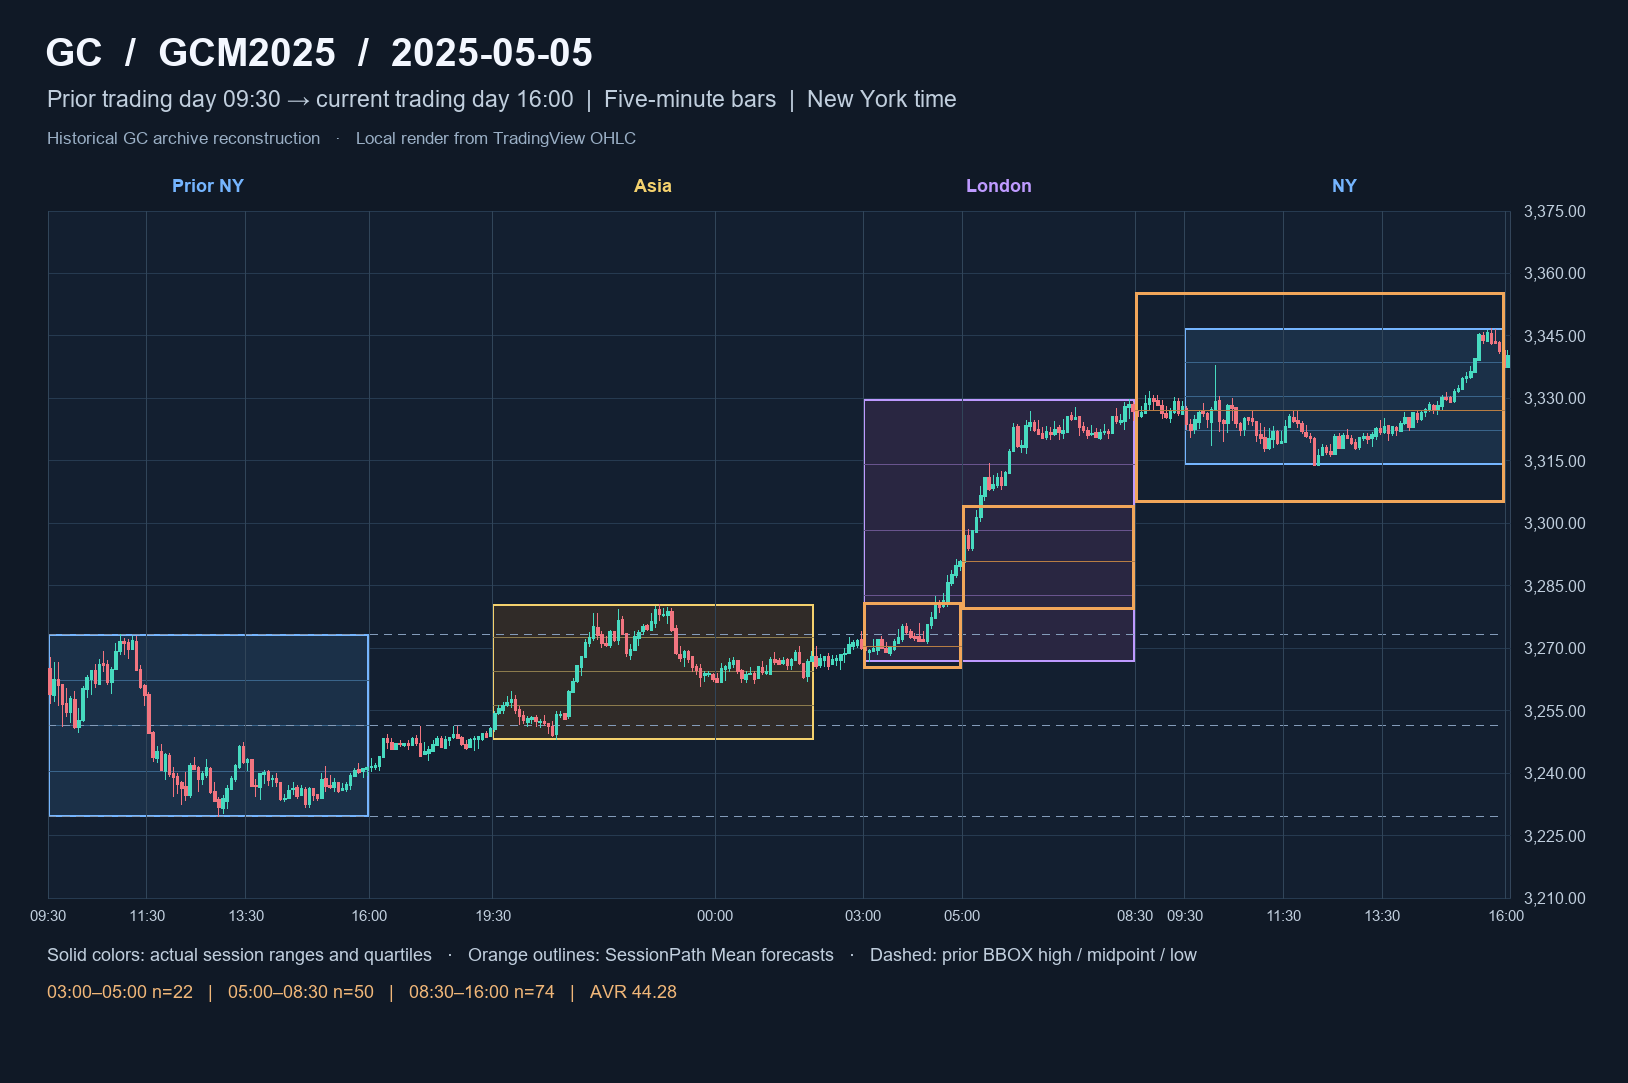 GC / GCM2025 / 2025-05-05
Prior trading day 09:30 → current trading day 16:00 | Five-minute bars | New York time
Historical GC archive reconstruction · Local render from TradingView OHLC
Prior NY Asia London NY
3,375.00
3,360.00
3,345.00
3,330.00
3,315.00
3,300.00
3,285.00
3,270.00
3,255.00
3,240.00
3,225.00
3,210.00
09:30 11:30 13:30 16:00 19:30 00:00 03:00 05:00 08:30 09:30 11:30 13:30 16:00
Solid colors: actual session ranges and quartiles · Orange outlines: SessionPath Mean forecasts · Dashed: prior BBOX high / midpoint / low
03:00–05:00 n=22 | 05:00–08:30 n=50 | 08:30–16:00 n=74 | AVR 44.28